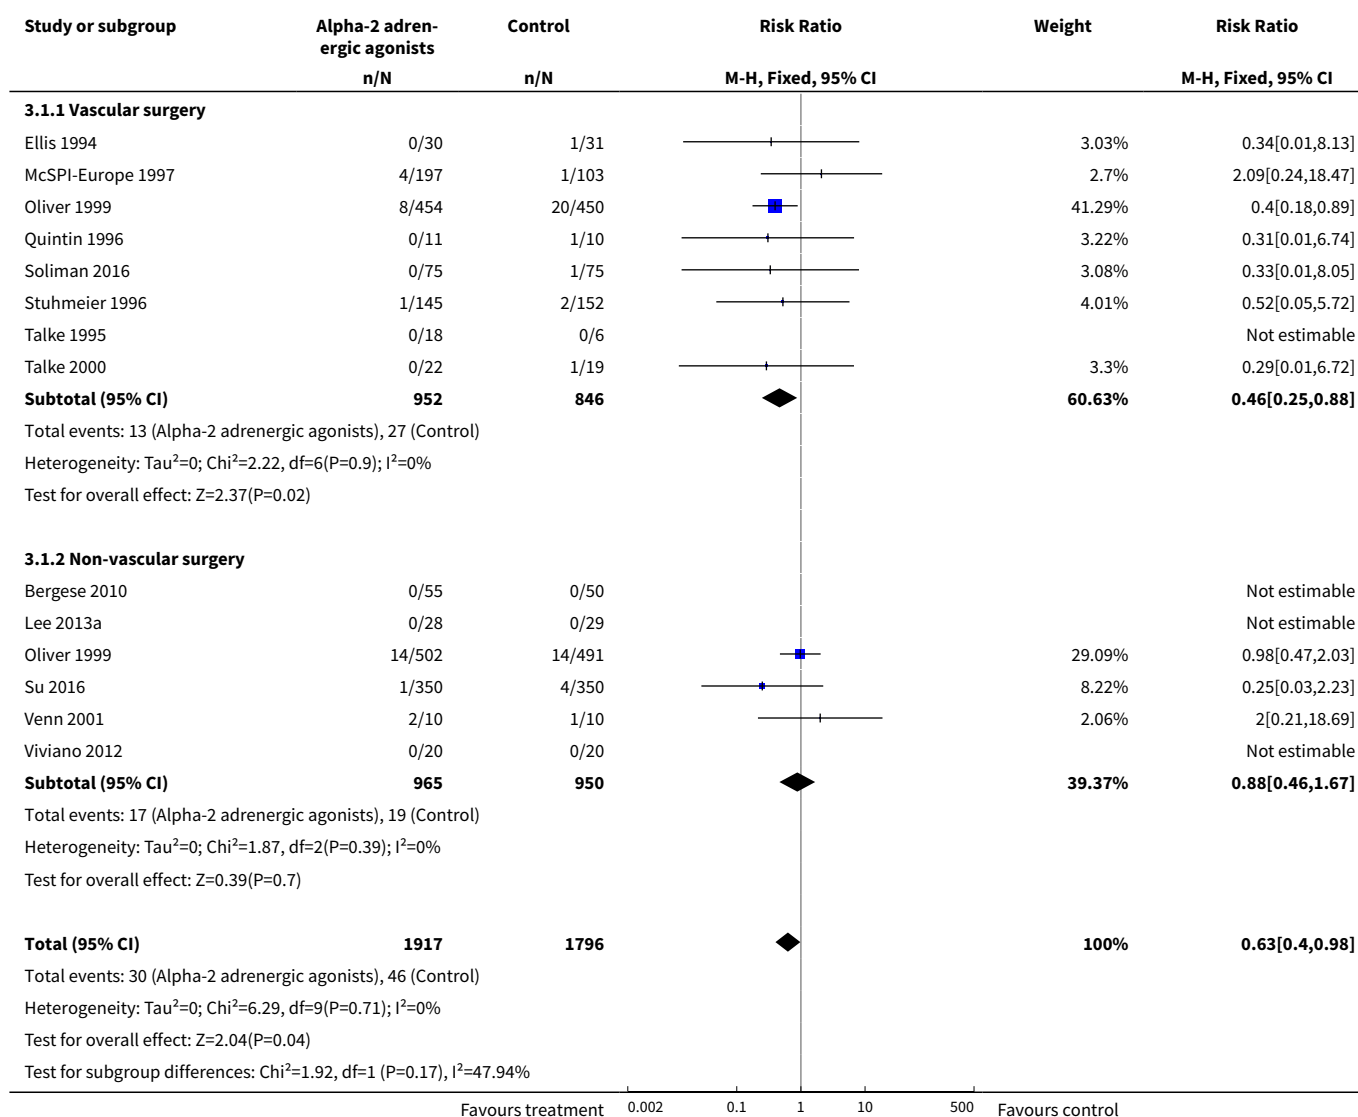 Study or subgroup Alpha-2 adren- Control Risk Ratio Weight Risk Ratio
ergic agonists
n/N n/N M-H, Fixed, 95% CI M-H, Fixed, 95% CI
3.1.1 Vascular surgery
Ellis 1994 0/30 1/31 3.03% 0.34[0.01,8.13]
McSPI-Europe 1997 4/197 1/103 2.7% 2.09[0.24,18.47]
Oliver 1999 8/454 20/450 41.29% 0.4[0.18,0.89]
Quintin 1996 0/11 1/10 3.22% 0.31[0.01,6.74]
Soliman 2016 0/75 1/75 3.08% 0.33[0.01,8.05]
Stuhmeier 1996 1/145 2/152 4.01% 0.52[0.05,5.72]
Talke 1995 0/18 0/6 Not estimable
Talke 2000 0/22 1/19 3.3% 0.29[0.01,6.72]
Subtotal (95% CI) 952 846 60.63% 0.46[0.25,0.88]
Total events: 13 (Alpha-2 adrenergic agonists), 27 (Control)
Heterogeneity: Tau²=0; Chi²=2.22, df=6(P=0.9); I²=0%
Test for overall effect: Z=2.37(P=0.02)
3.1.2 Non-vascular surgery
Bergese 2010 0/55 0/50 Not estimable
Lee 2013a 0/28 0/29 Not estimable
Oliver 1999 14/502 14/491 29.09% 0.98[0.47,2.03]
Su 2016 1/350 4/350 8.22% 0.25[0.03,2.23]
Venn 2001 2/10 1/10 2.06% 2[0.21,18.69]
Viviano 2012 0/20 0/20 Not estimable
Subtotal (95% CI) 965 950 39.37% 0.88[0.46,1.67]
Total events: 17 (Alpha-2 adrenergic agonists), 19 (Control)
Heterogeneity: Tau²=0; Chi²=1.87, df=2(P=0.39); I²=0%
Test for overall effect: Z=0.39(P=0.7)
Total (95% CI) 1917 1796 100% 0.63[0.4,0.98]
Total events: 30 (Alpha-2 adrenergic agonists), 46 (Control)
Heterogeneity: Tau²=0; Chi²=6.29, df=9(P=0.71); I²=0%
Test for overall effect: Z=2.04(P=0.04)
Test for subgroup differences: Chi²=1.92, df=1 (P=0.17), I²=47.94%
Favours treatment 0.002 0.1 1 10 500 Favours control